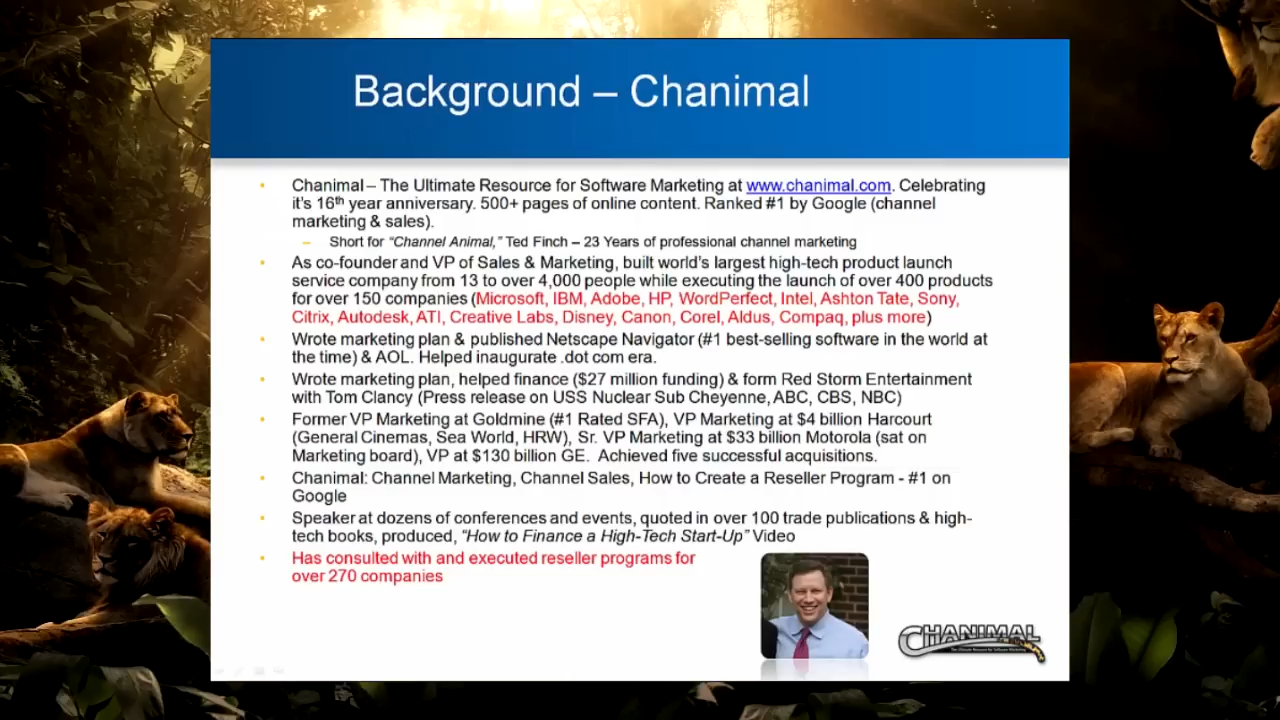 Background – Chanimal
• Chanimal – The Ultimate Resource for Software Marketing at www.chanimal.com. Celebrating
it's 16th year anniversary. 500+ pages of online content. Ranked #1 by Google (channel
marketing & sales).
– Short for "Channel Animal," Ted Finch – 23 Years of professional channel marketing
• As co-founder and VP of Sales & Marketing, built world's largest high-tech product launch
service company from 13 to over 4,000 people while executing the launch of over 400 products
for over 150 companies (Microsoft, IBM, Adobe, HP, WordPerfect, Intel, Ashton Tate, Sony,
Citrix, Autodesk, ATI, Creative Labs, Disney, Canon, Corel, Aldus, Compaq, plus more)
• Wrote marketing plan & published Netscape Navigator (#1 best-selling software in the world at
the time) & AOL. Helped inaugurate .dot com era.
• Wrote marketing plan, helped finance ($27 million funding) & form Red Storm Entertainment
with Tom Clancy (Press release on USS Nuclear Sub Cheyenne, ABC, CBS, NBC)
• Former VP Marketing at Goldmine (#1 Rated SFA), VP Marketing at $4 billion Harcourt
(General Cinemas, Sea World, HRW), Sr. VP Marketing at $33 billion Motorola (sat on
Marketing board), VP at $130 billion GE. Achieved five successful acquisitions.
• Chanimal: Channel Marketing, Channel Sales, How to Create a Reseller Program - #1 on
Google
• Speaker at dozens of conferences and events, quoted in over 100 trade publications & high-
tech books, produced, "How to Finance a High-Tech Start-Up" Video
• Has consulted with and executed reseller programs for
over 270 companies
CHANIMAL
The Ultimate Resource for Software Marketing